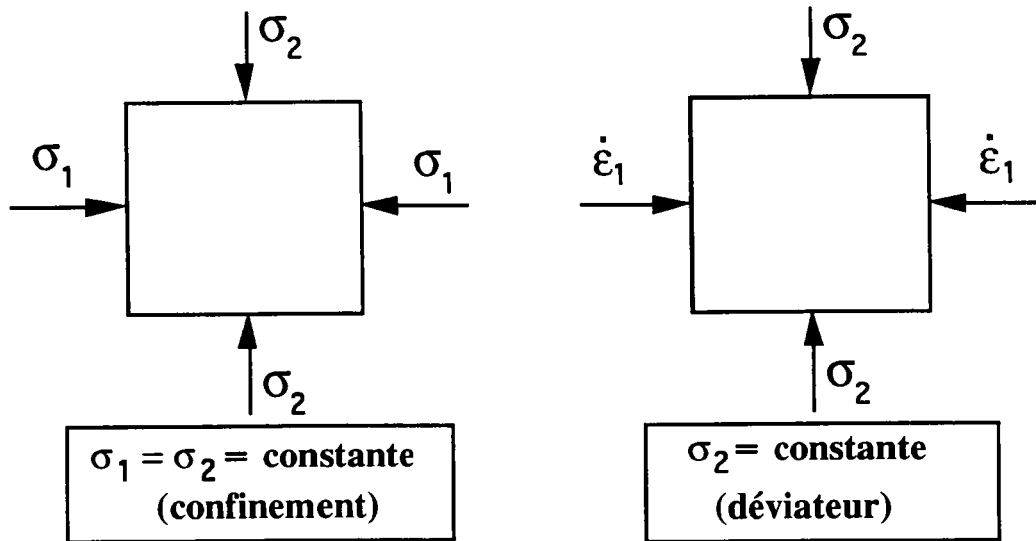 σ2
σ2
σ1
σ1
ε̇1
ε̇1
σ2
σ2
σ1 = σ2 = constante
(confinement)
σ2 = constante
(déviateur)